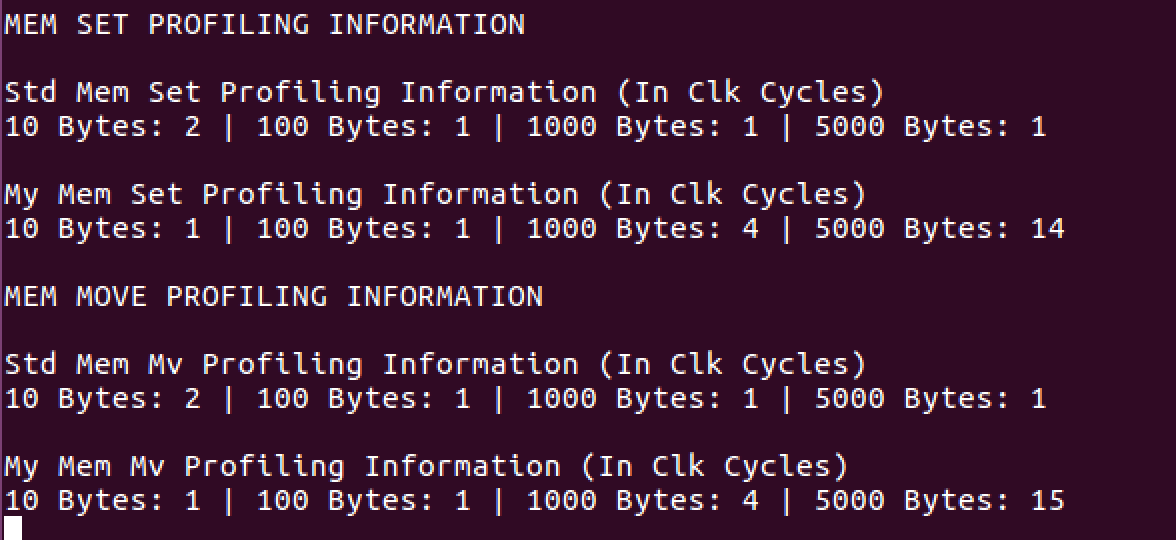 MEM SET PROFILING INFORMATION
Std Mem Set Profiling Information (In Clk Cycles)
10 Bytes: 2 | 100 Bytes: 1 | 1000 Bytes: 1 | 5000 Bytes: 1
My Mem Set Profiling Information (In Clk Cycles)
10 Bytes: 1 | 100 Bytes: 1 | 1000 Bytes: 4 | 5000 Bytes: 14
MEM MOVE PROFILING INFORMATION
Std Mem Mv Profiling Information (In Clk Cycles)
10 Bytes: 2 | 100 Bytes: 1 | 1000 Bytes: 1 | 5000 Bytes: 1
My Mem Mv Profiling Information (In Clk Cycles)
10 Bytes: 1 | 100 Bytes: 1 | 1000 Bytes: 4 | 5000 Bytes: 15